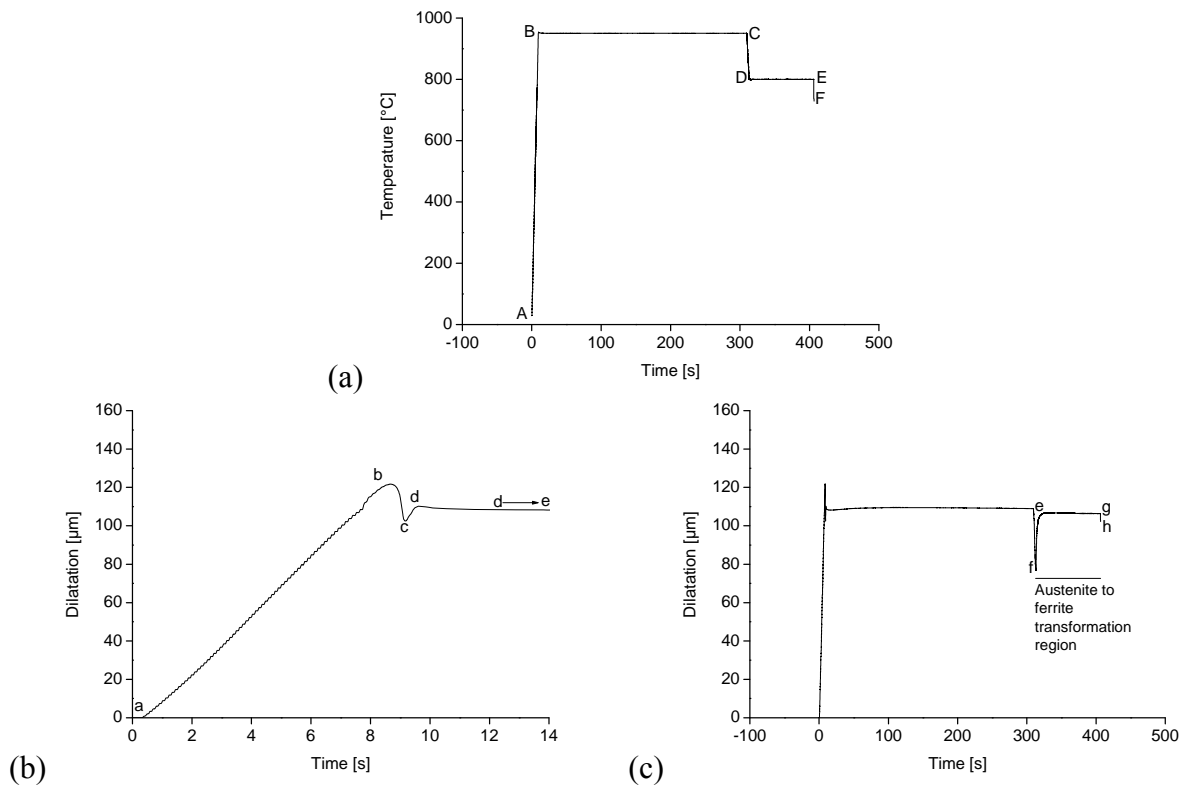 1000
800
600
400
200
0
Temperature [°C]
B
C
D
E
F
A
-100 0 100 200 300 400 500
Time [s]
(a)
160
140
120
100
80
60
40
20
0
Dilatation [µm]
a
b
c
d
d e
0 2 4 6 8 10 12 14
Time [s]
(b)
160
140
120
100
80
60
40
20
0
Dilatation [µm]
e
g
h
f
Austenite to
ferrite
transformation
region
-100 0 100 200 300 400 500
Time [s]
(c)